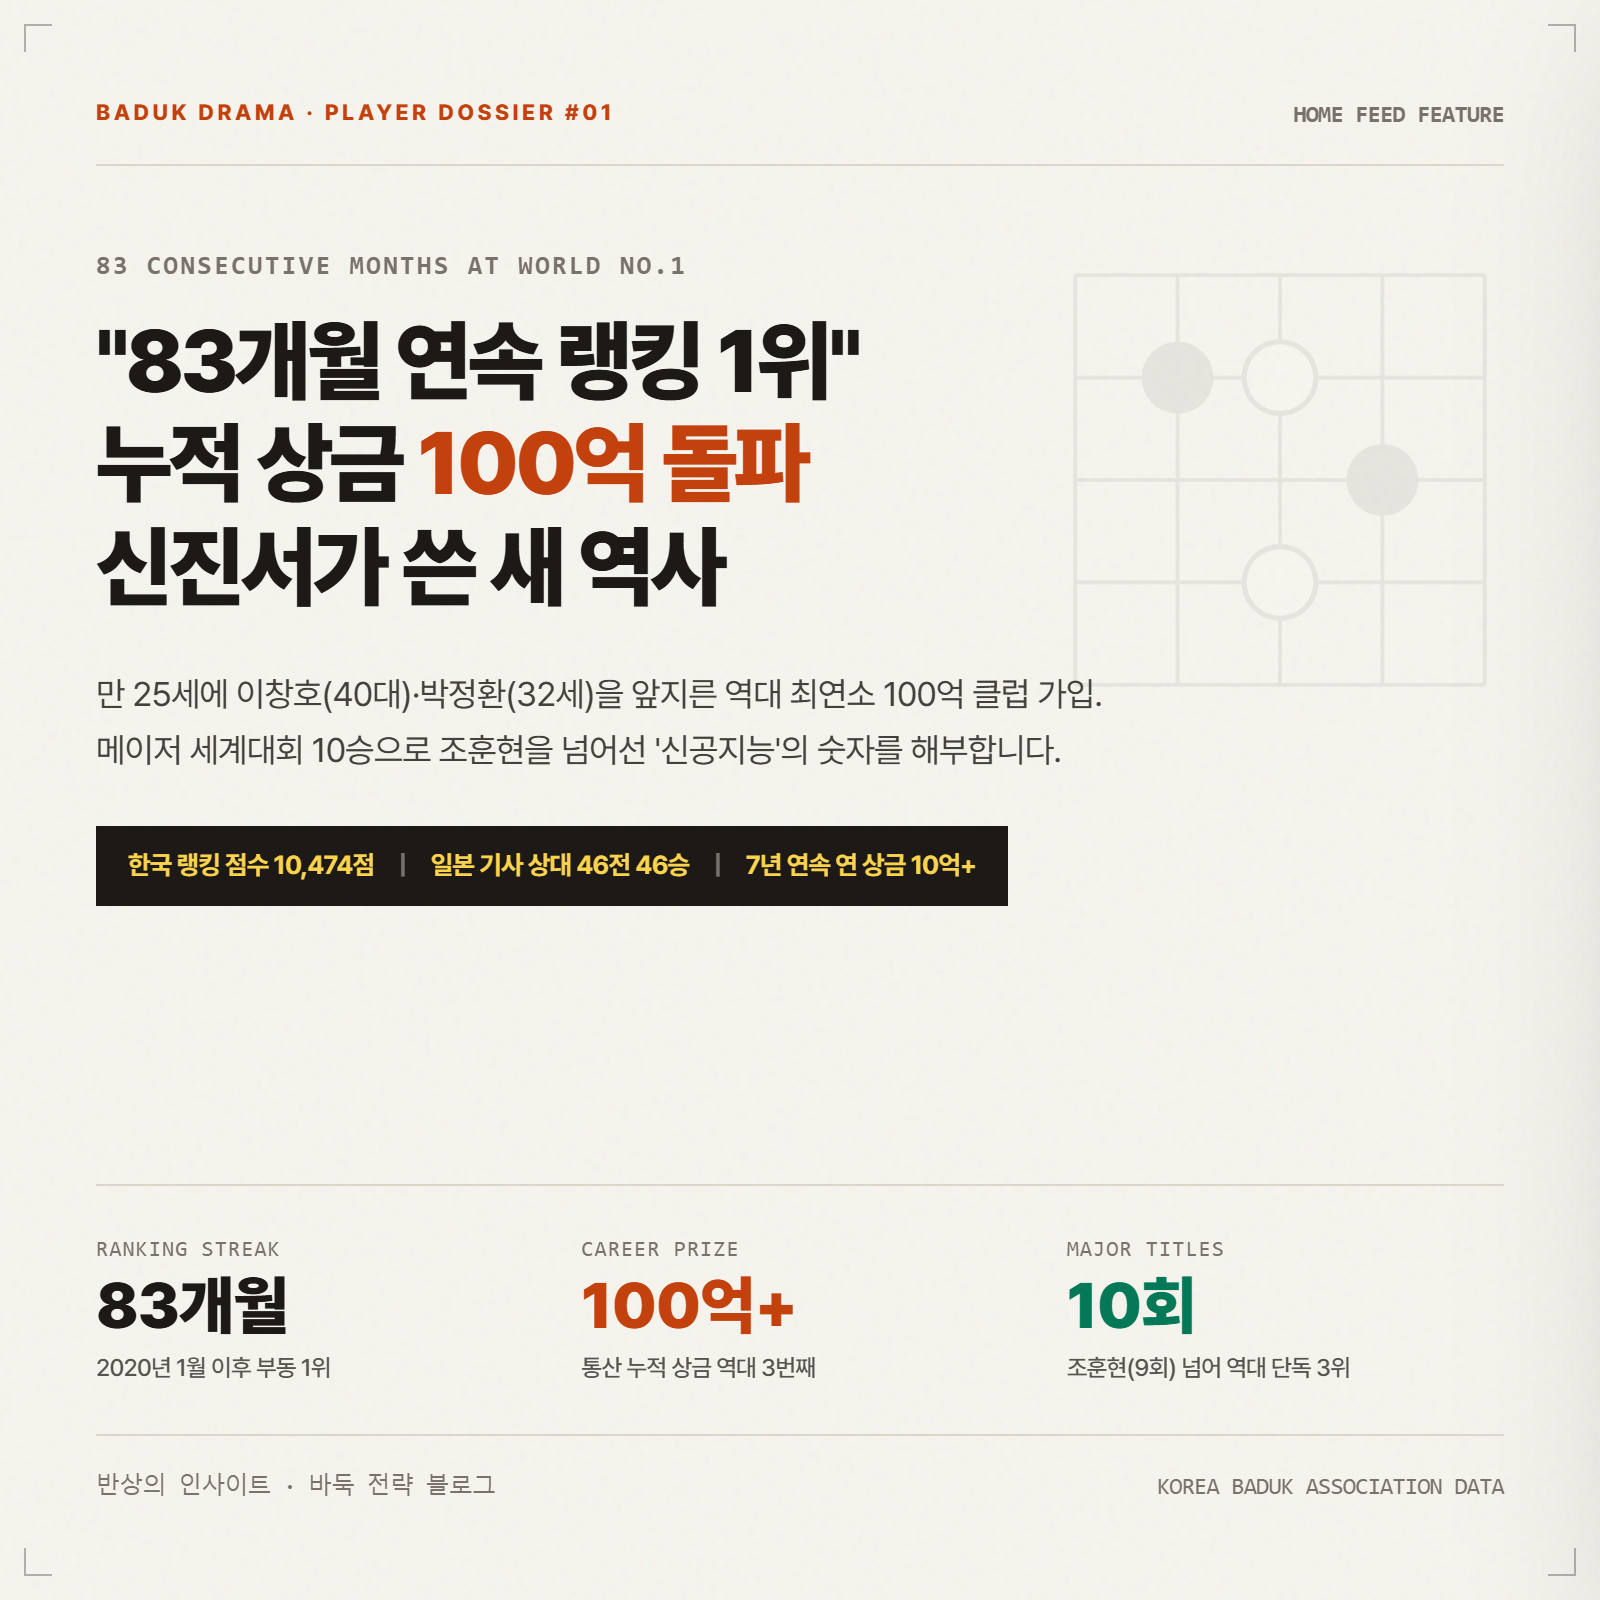 BADUK DRAMA · PLAYER DOSSIER #01
HOME FEED FEATURE
83 CONSECUTIVE MONTHS AT WORLD NO.1
"83개월 연속 랭킹 1위"
누적 상금 100억 돌파
신진서가 쓴 새 역사
만 25세에 이창호(40대)·박정환(32세)을 앞지른 역대 최연소 100억 클럽 가입.
메이저 세계대회 10승으로 조훈현을 넘어선 '신공지능'의 숫자를 해부합니다.
한국 랭킹 점수 10,474점 | 일본 기사 상대 46전 46승 | 7년 연속 연 상금 10억+
RANKING STREAK
83개월
2020년 1월 이후 부동 1위
CAREER PRIZE
100억+
통산 누적 상금 역대 3번째
MAJOR TITLES
10회
조훈현(9회) 넘어 역대 단독 3위
반상의 인사이트 · 바둑 전략 블로그
KOREA BADUK ASSOCIATION DATA